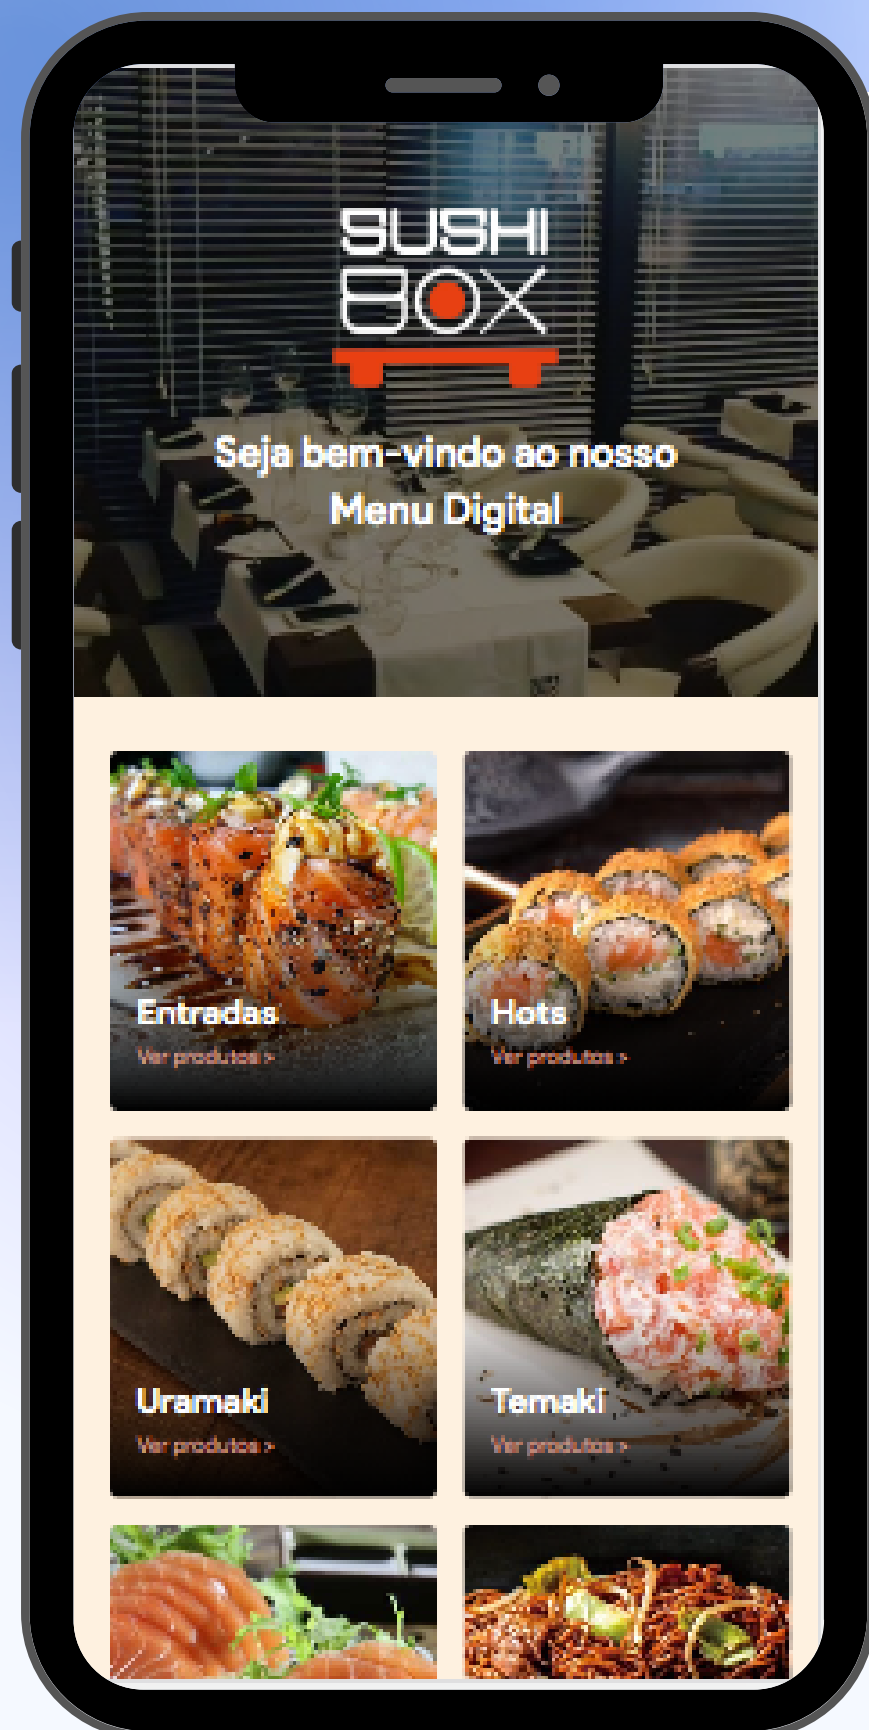 SUSHI
BOX
Seja bem-vindo ao nosso
Menu Digital
Entradas
Ver produtos >
Hots
Ver produtos >
Uramaki
Ver produtos >
Temaki
Ver produtos >